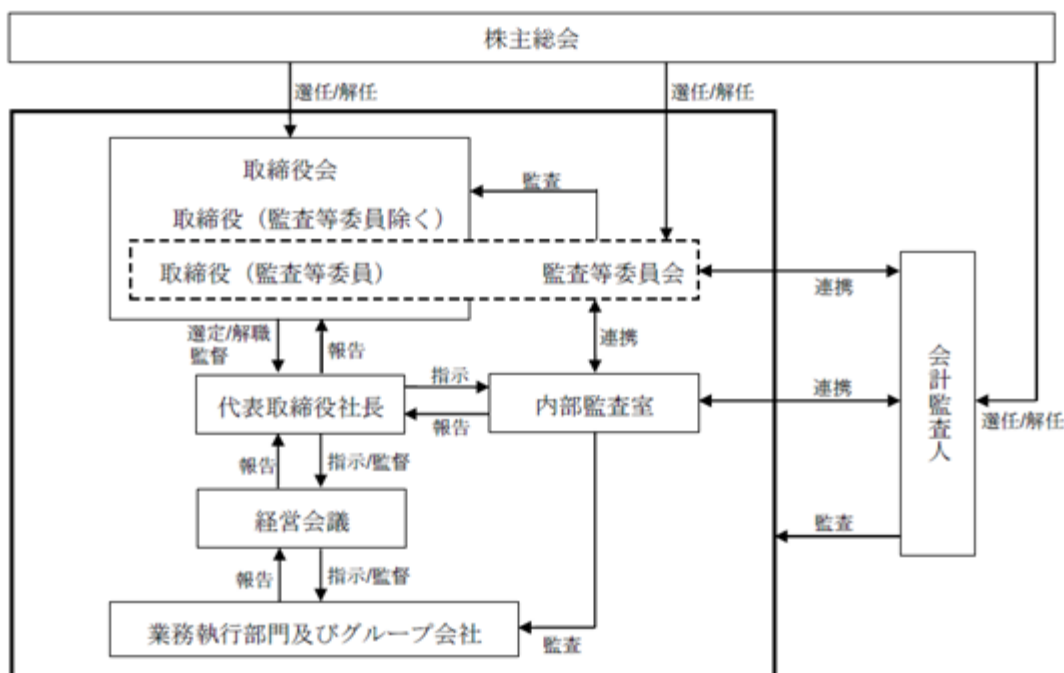 株主総会
選任/解任
選任/解任
取締役会
監査
取締役（監査等委員除く）
取締役（監査等委員）
監査等委員会
連携
選定/解職
監督
報告
連携
会計監査人
指示
代表取締役社長
内部監査室
連携
報告
選任/解任
報告
指示/監督
経営会議
監査
報告
指示/監督
業務執行部門及びグループ会社
監査